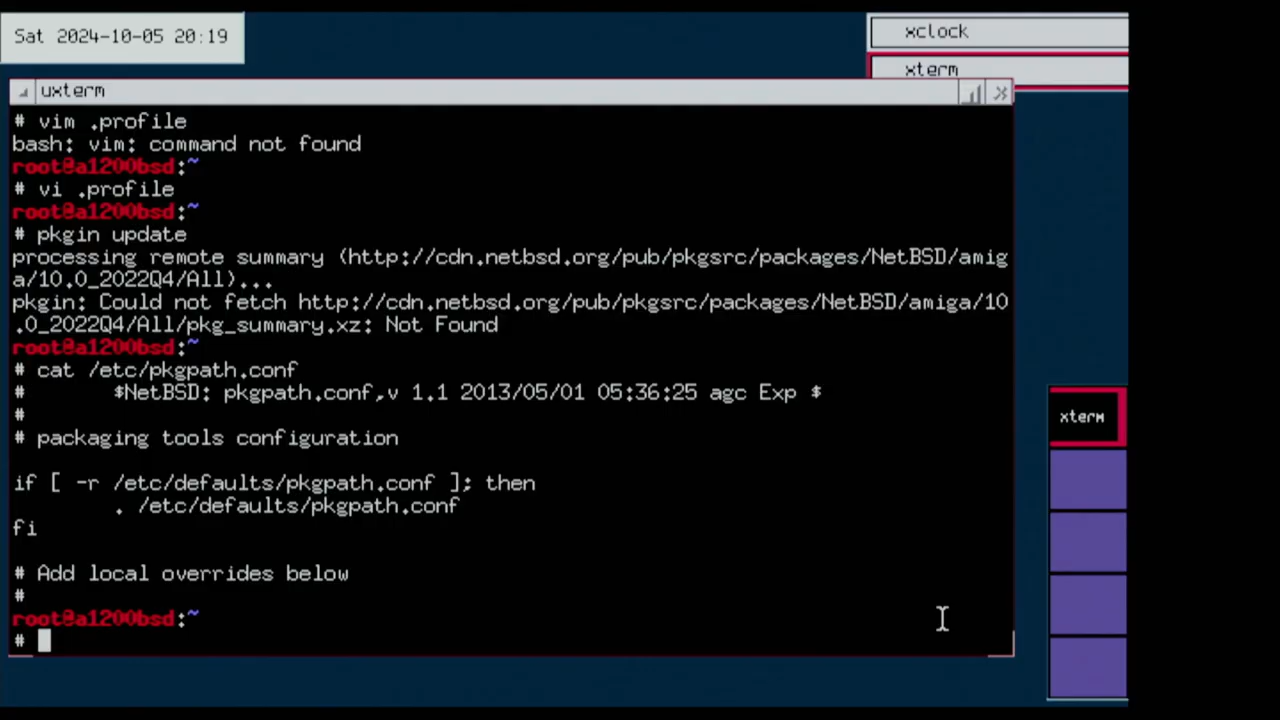 Sat 2024-10-05 20:19
xclock
xterm
uxterm
# vim .profile
bash: vim: command not found
root@a1200bsd:~
# vi .profile
root@a1200bsd:~
# pkgin update
processing remote summary (http://cdn.netbsd.org/pub/pkgsrc/packages/NetBSD/amig
a/10.0_2022Q4/All)...
pkgin: Could not fetch http://cdn.netbsd.org/pub/pkgsrc/packages/NetBSD/amiga/10
.0_2022Q4/All/pkg_summary.xz: Not Found
root@a1200bsd:~
# cat /etc/pkgpath.conf
#       $NetBSD: pkgpath.conf,v 1.1 2013/05/01 05:36:25 agc Exp $
#
# packaging tools configuration
if [ -r /etc/defaults/pkgpath.conf ]; then
        . /etc/defaults/pkgpath.conf
fi
# Add local overrides below
#
root@a1200bsd:~
#
xterm